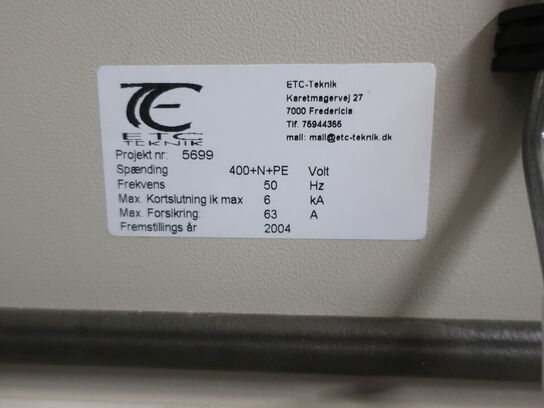 ETC
TEKNIK
ETC-Teknik
Karetmagervej 27
7000 Fredericia
Tlf. 75944355
mail: mail@etc-teknik.dk
Projekt nr: 5699
Spænding 400+N+PE Volt
Frekvens 50 Hz
Max. Kortslutning ik max 6 kA
Max. Forsikring: 63 A
Fremstillings år 2004